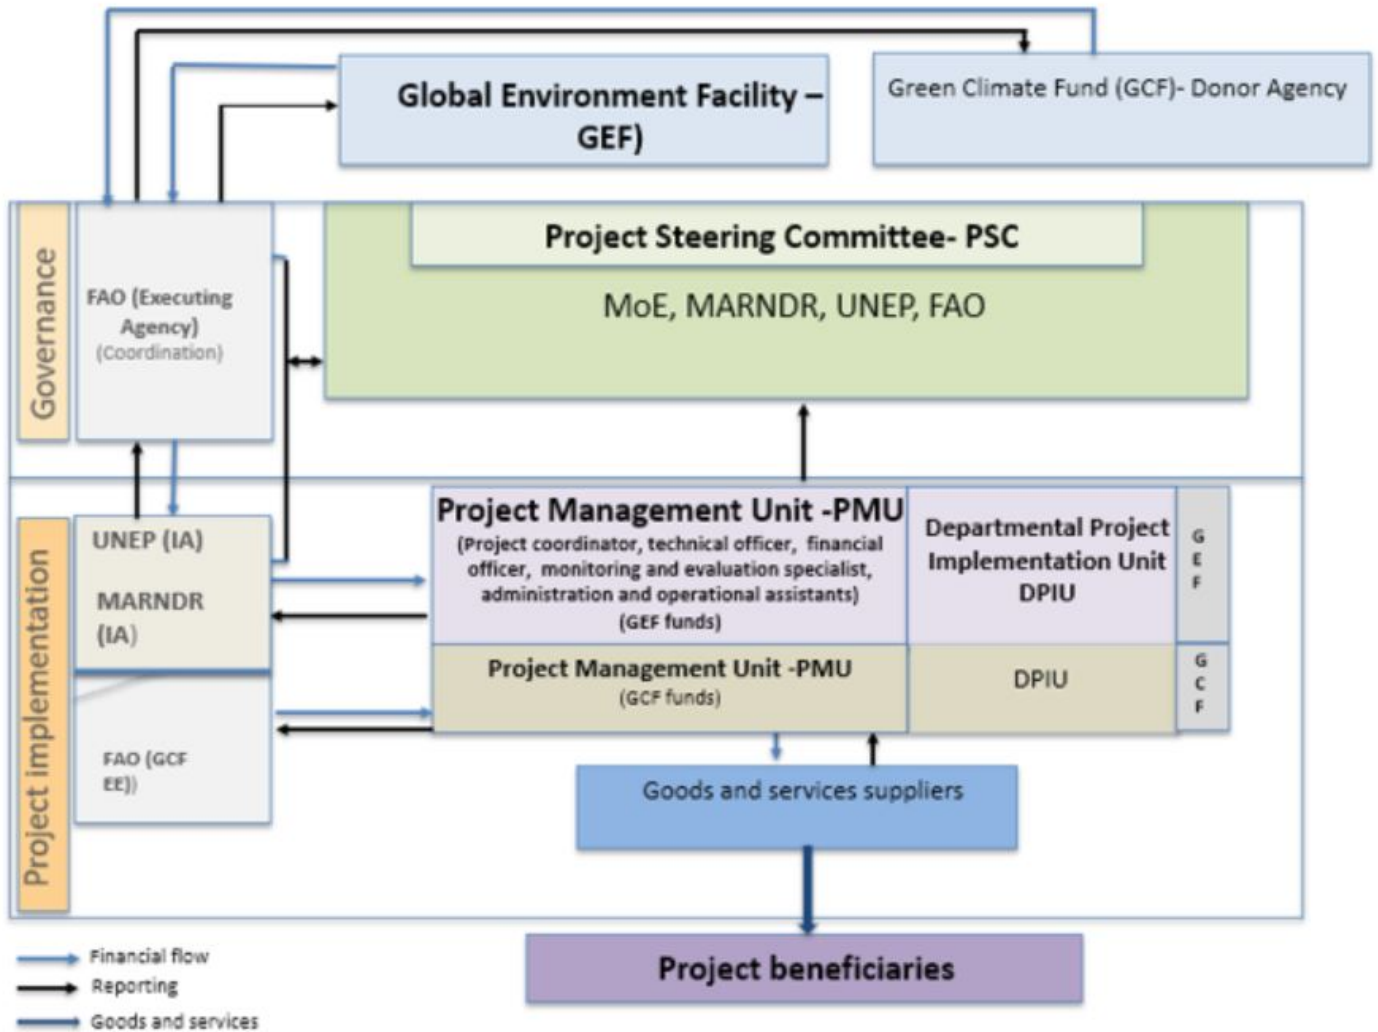 Global Environment Facility –
GEF)
Green Climate Fund (GCF)- Donor Agency
Governance
FAO (Executing
Agency)
(Coordination)
Project Steering Committee- PSC
MoE, MARNDR, UNEP, FAO
Project implementation
UNEP (IA)
MARNDR
(IA)
FAO (GCF
EE))
Project Management Unit -PMU
(Project coordinator, technical officer, financial
officer, monitoring and evaluation specialist,
administration and operational assistants)
(GEF funds)
Departmental Project
Implementation Unit
DPIU
G
E
F
Project Management Unit -PMU
(GCF funds)
DPIU
G
C
F
Goods and services suppliers
Project beneficiaries
Financial flow
Reporting
Goods and services